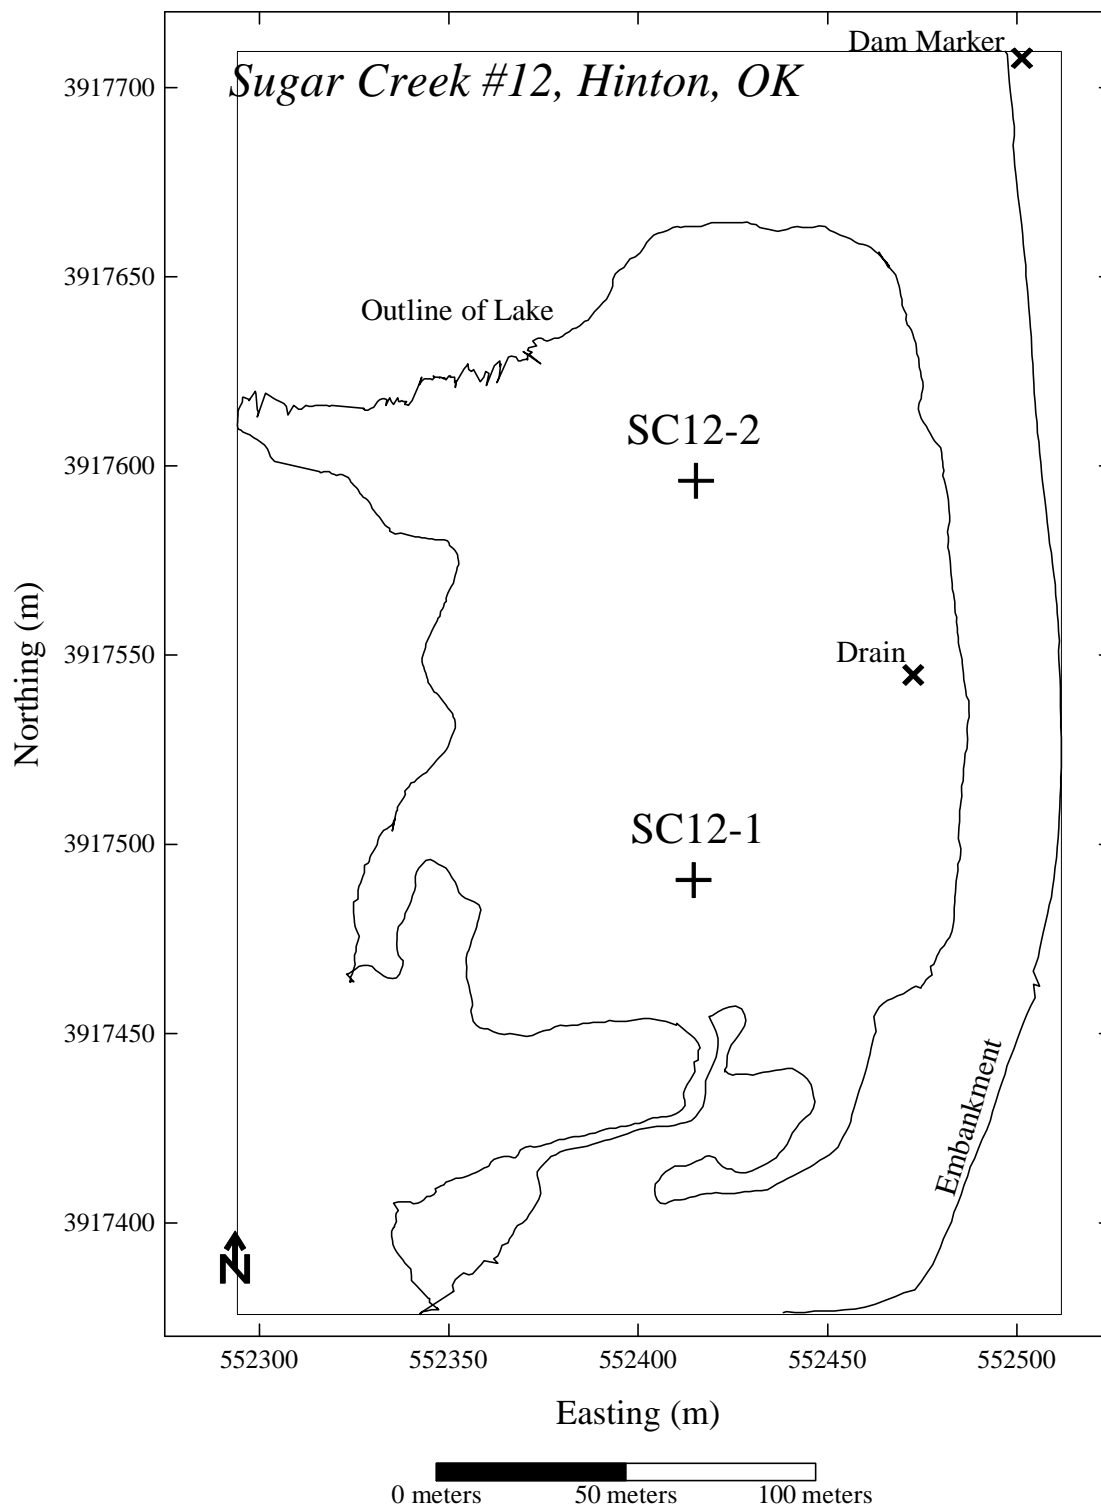 Dam Marker
Sugar Creek #12, Hinton, OK
3917700
3917650
Outline of Lake
SC12-2
3917600
3917550
Drain
Northing (m)
SC12-1
3917500
3917450
Embankment
3917400
N
552300 552350 552400 552450 552500
Easting (m)
0 meters 50 meters 100 meters